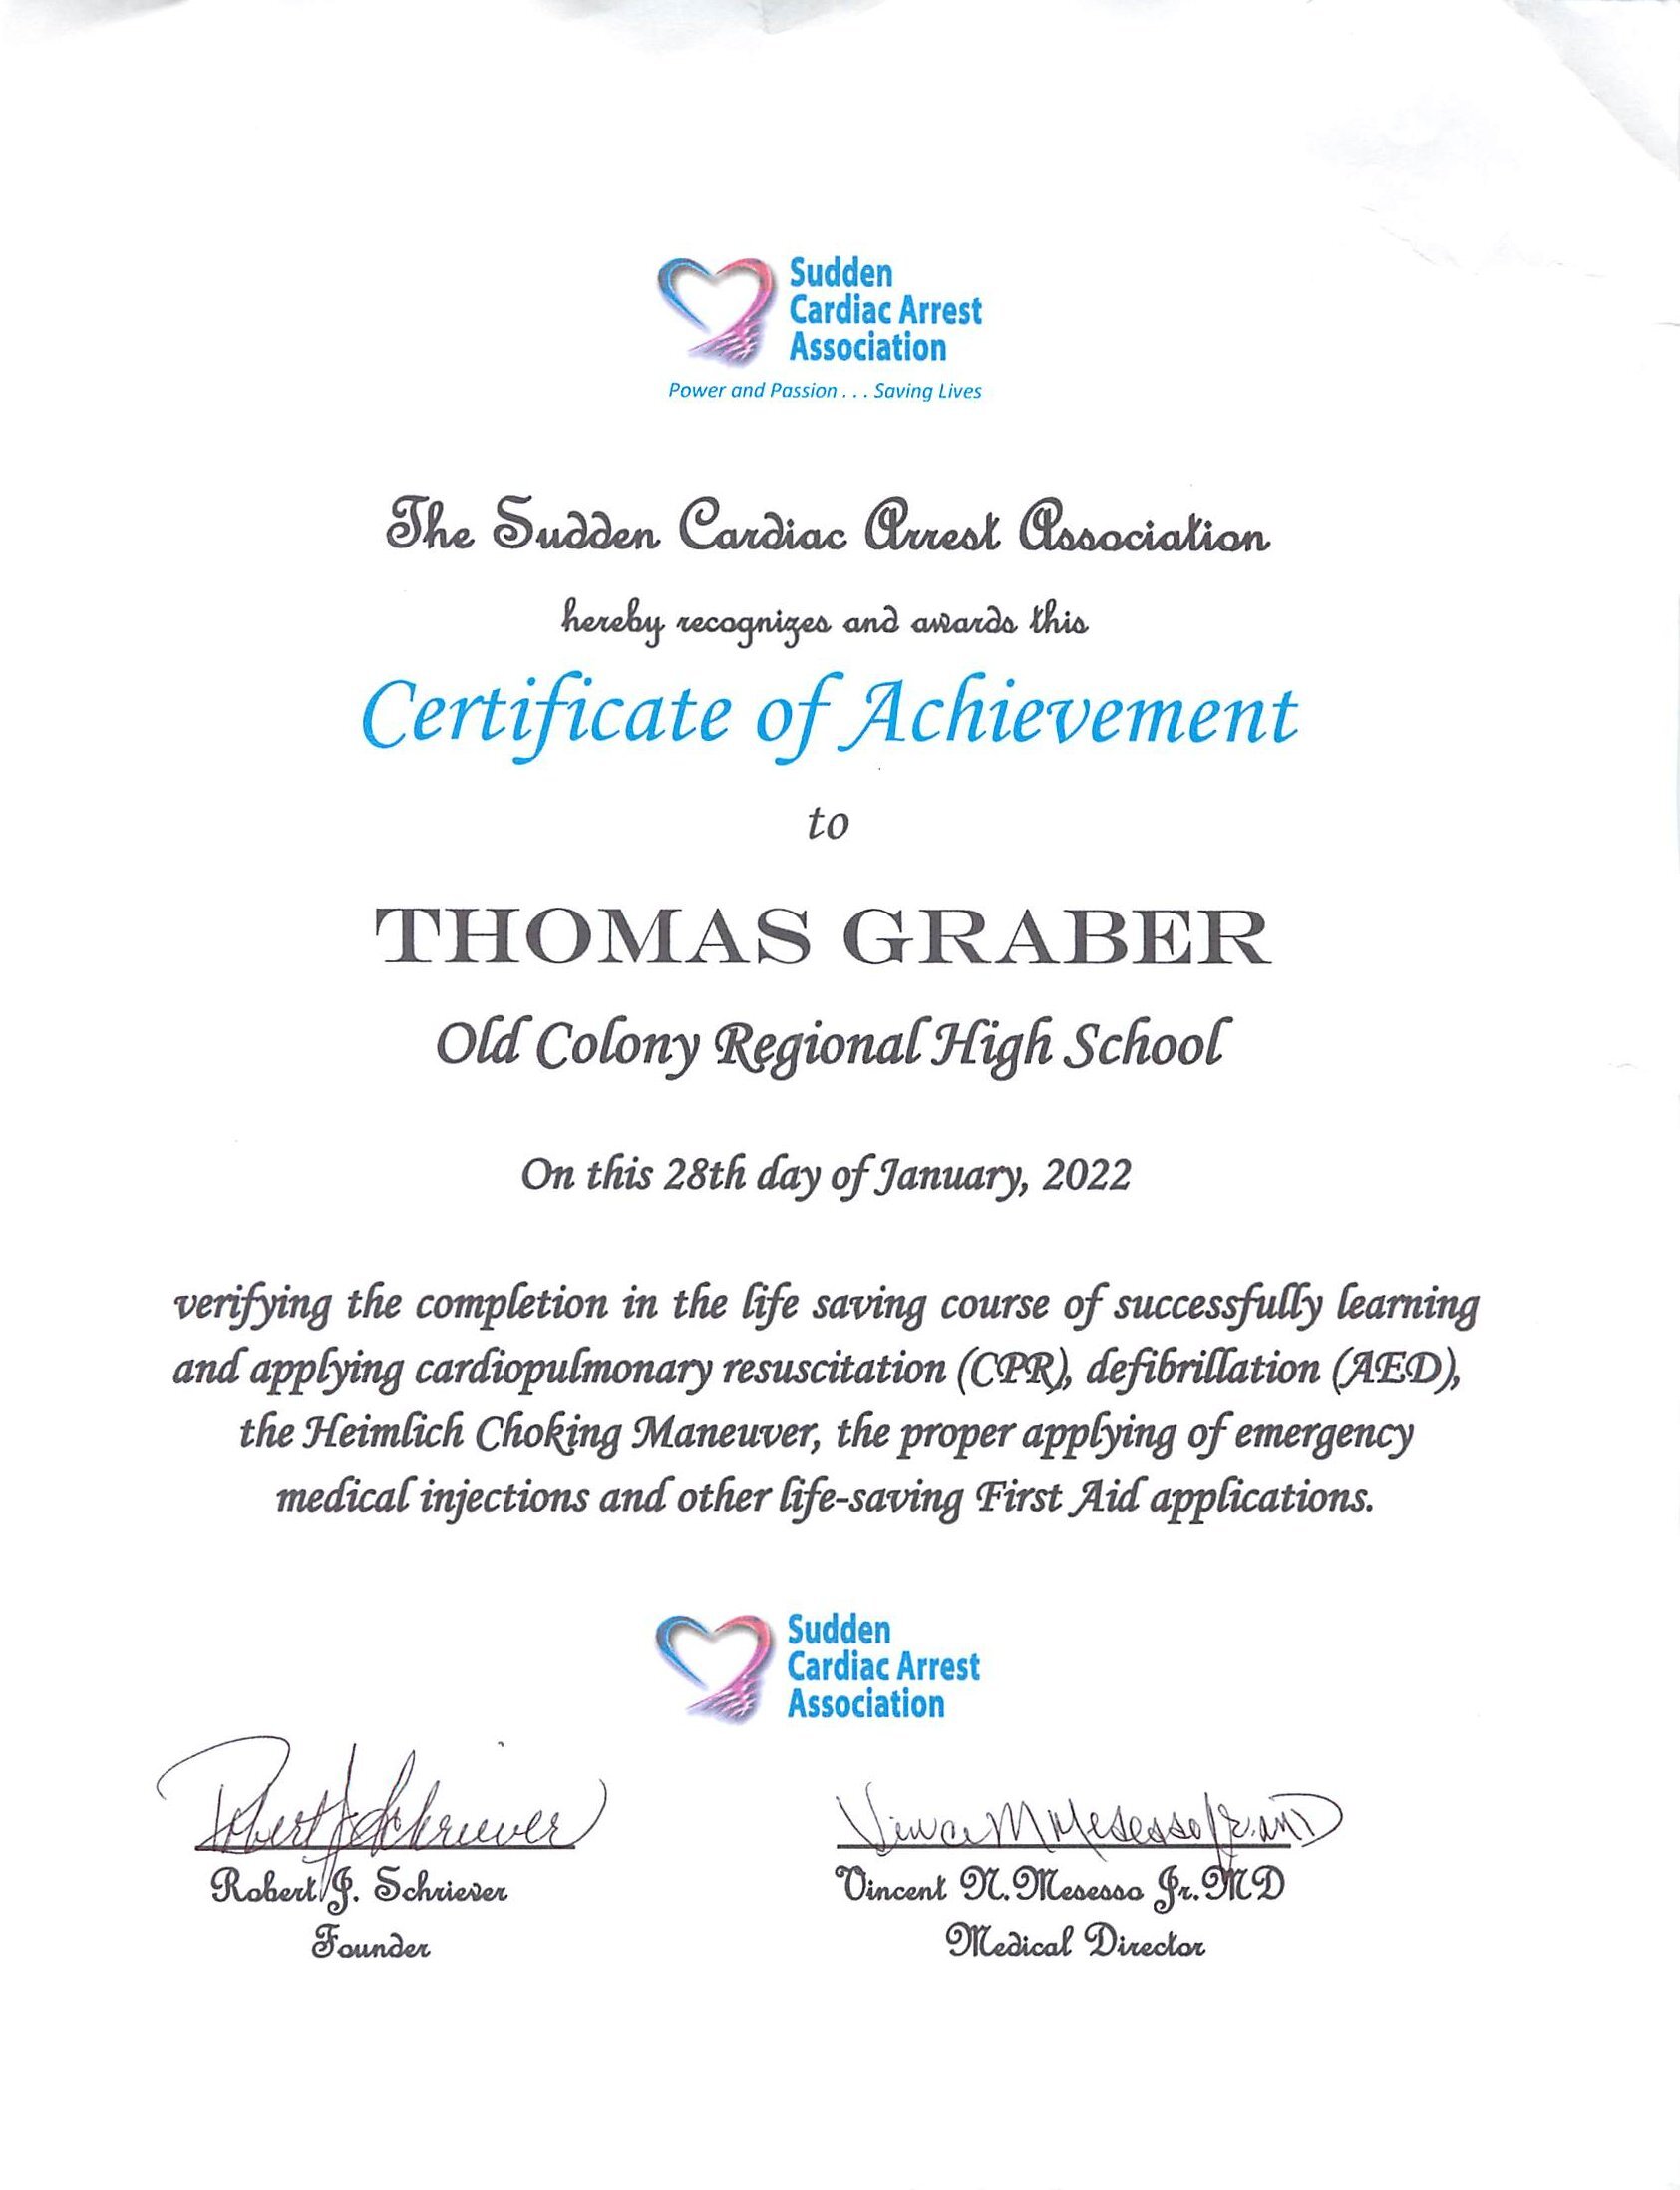 Sudden
Cardiac Arrest
Association
Power and Passion . . . Saving Lives
The Sudden Cardiac Arrest Association
hereby recognizes and awards this
Certificate of Achievement
to
THOMAS GRABER
Old Colony Regional High School
On this 28th day of January, 2022
verifying the completion in the life saving course of successfully learning
and applying cardiopulmonary resuscitation (CPR), defibrillation (AED),
the Heimlich Choking Maneuver, the proper applying of emergency
medical injections and other life-saving First Aid applications.
Sudden
Cardiac Arrest
Association
Robert J. Schriever
Vincent N. Mesesso Jr. MD
Robert J. Schriever
Founder
Vincent N. Mosesso Jr. MD
Medical Director